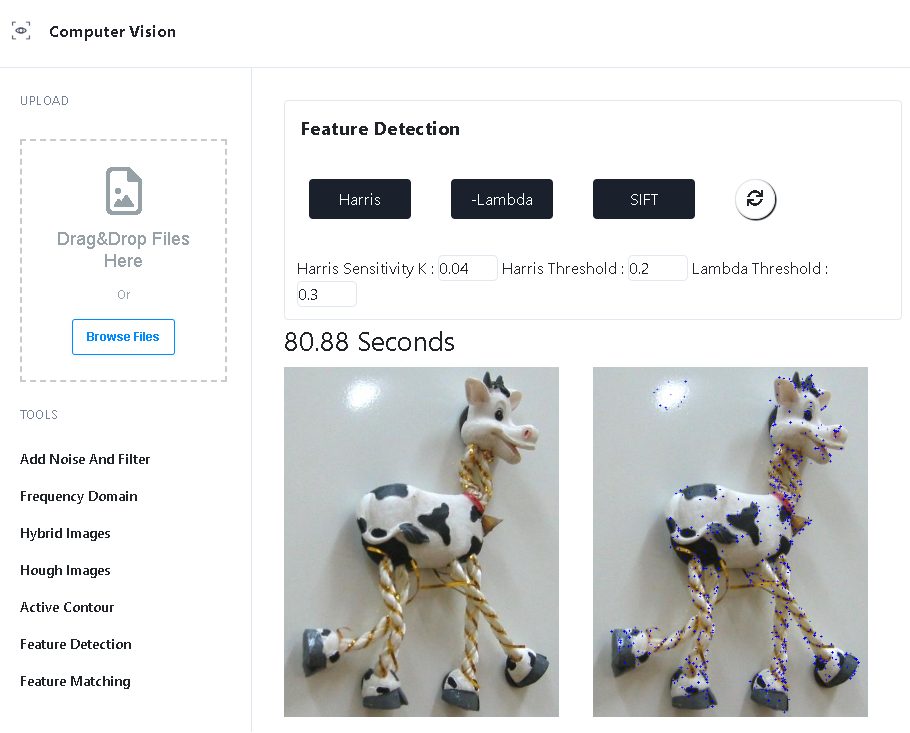 Computer Vision
UPLOAD
Drag&Drop Files
Here
Or
Browse Files
TOOLS
Add Noise And Filter
Frequency Domain
Hybrid Images
Hough Images
Active Contour
Feature Detection
Feature Matching
Feature Detection
Harris
-Lambda
SIFT
Harris Sensitivity K : 0.04 Harris Threshold : 0.2 Lambda Threshold :
0.3
80.88 Seconds